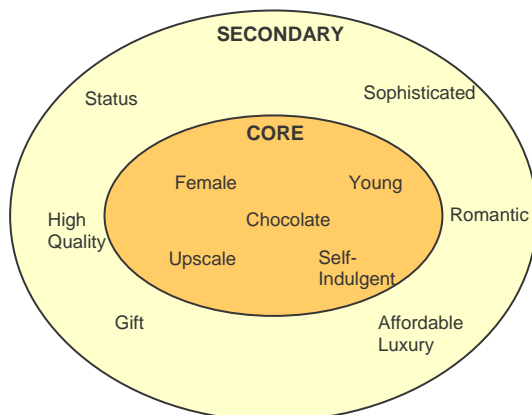 SECONDARY
Status
Sophisticated
CORE
Female
Young
High
Quality
Chocolate
Romantic
Upscale
Self-
Indulgent
Gift
Affordable
Luxury